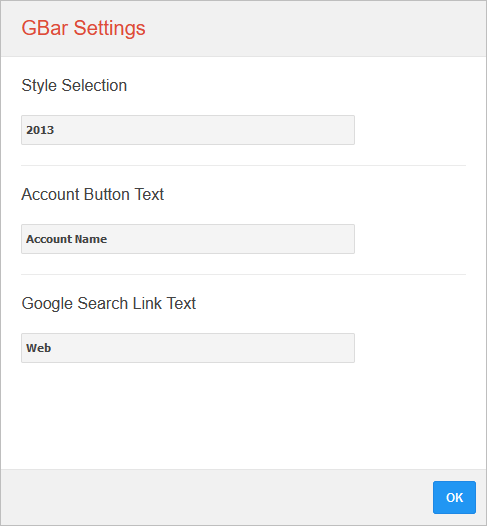 GBar Settings
Style Selection
2013
Account Button Text
Account Name
Google Search Link Text
Web
OK